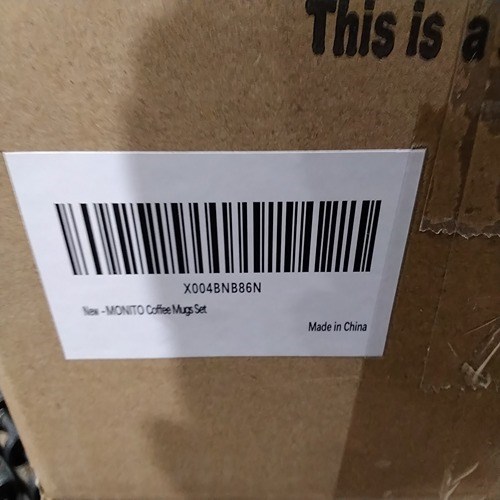 This is a
X004BNB86N
New - MONITO Coffee Mugs Set
Made in China